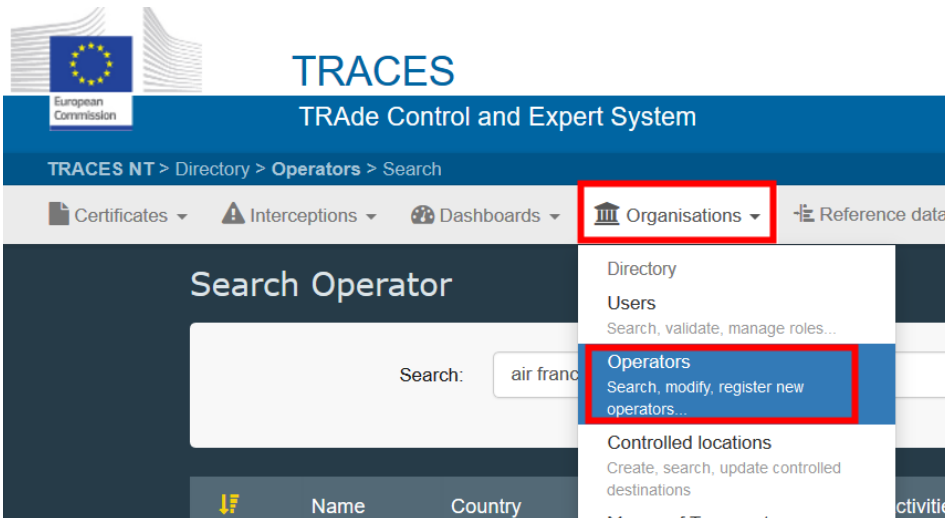 TRACES
European
Commission
TRAde Control and Expert System
TRACES NT > Directory > Operators > Search
Certificates Interceptions Dashboards Organisations Reference data
Search Operator
Directory
Users
Search, validate, manage roles...
Operators
Search, modify, register new
operators...
Search: air franc
Controlled locations
Create, search, update controlled
destinations
Name Country